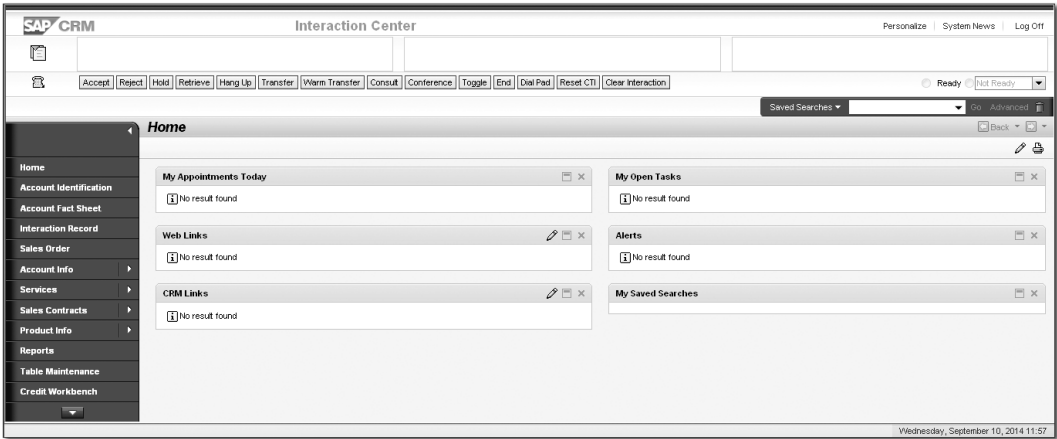 SAP CRM Interaction Center Personalize System News Log Off
Accept Reject Hold Retrieve Hang Up Transfer Warm Transfer Consult Conference Toggle End Dial Pad Reset CTI Clear Interaction Ready Not Ready
Saved Searches Go Advanced
Home Back
Home
Account Identification
Account Fact Sheet
Interaction Record
Sales Order
Account Info
Services
Sales Contracts
Product Info
Reports
Table Maintenance
Credit Workbench
My Appointments Today
No result found
My Open Tasks
No result found
Web Links
No result found
Alerts
No result found
CRM Links
No result found
My Saved Searches
Wednesday, September 10, 2014 11:57